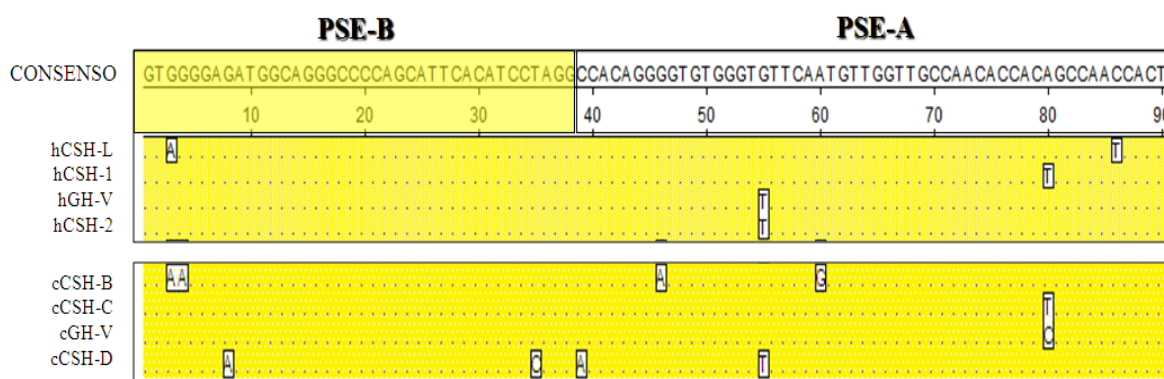 PSE-B PSE-A
CONSENSO GTGGGGAGATGGCAGGGCCCCAGCATTCACATCCTAGGCCACAGGGGTGTGGGTGTTCAATGTTGGTTGCCAACACCACAGCCAACCACT
10 20 30 40 50 60 70 80 90
hCSH-L A T
hCSH-1 T
hGH-V T
hCSH-2 T
cCSH-B AA A G
cCSH-C T
cGH-V C
cCSH-D A C A T